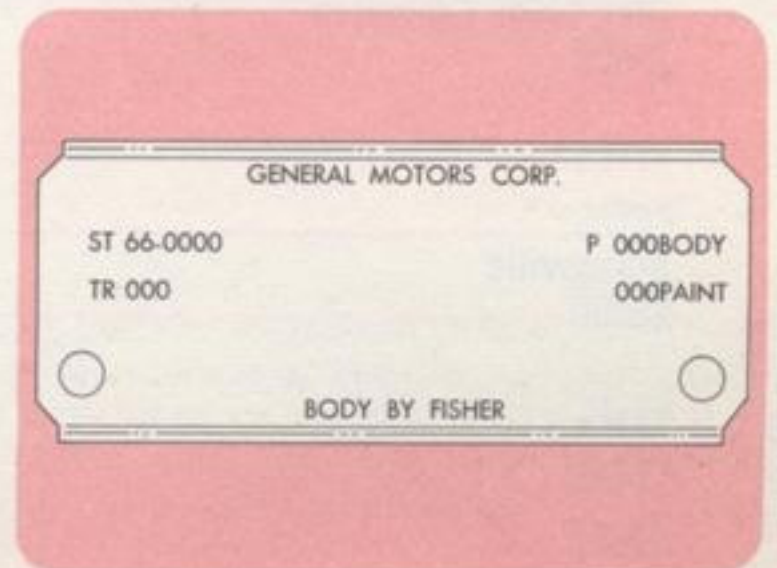 GENERAL MOTORS CORP.
ST 66-0000 P 000BODY
TR 000 000PAINT
BODY BY FISHER